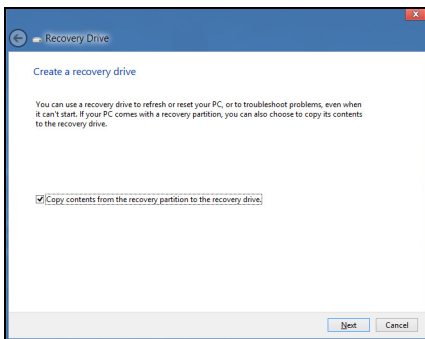 Recovery Drive
Create a recovery drive
You can use a recovery drive to refresh or reset your PC, or to troubleshoot problems, even when
it can't start. If your PC comes with a recovery partition, you can also choose to copy its contents
to the recovery drive.
Copy contents from the recovery partition to the recovery drive.
Next Cancel